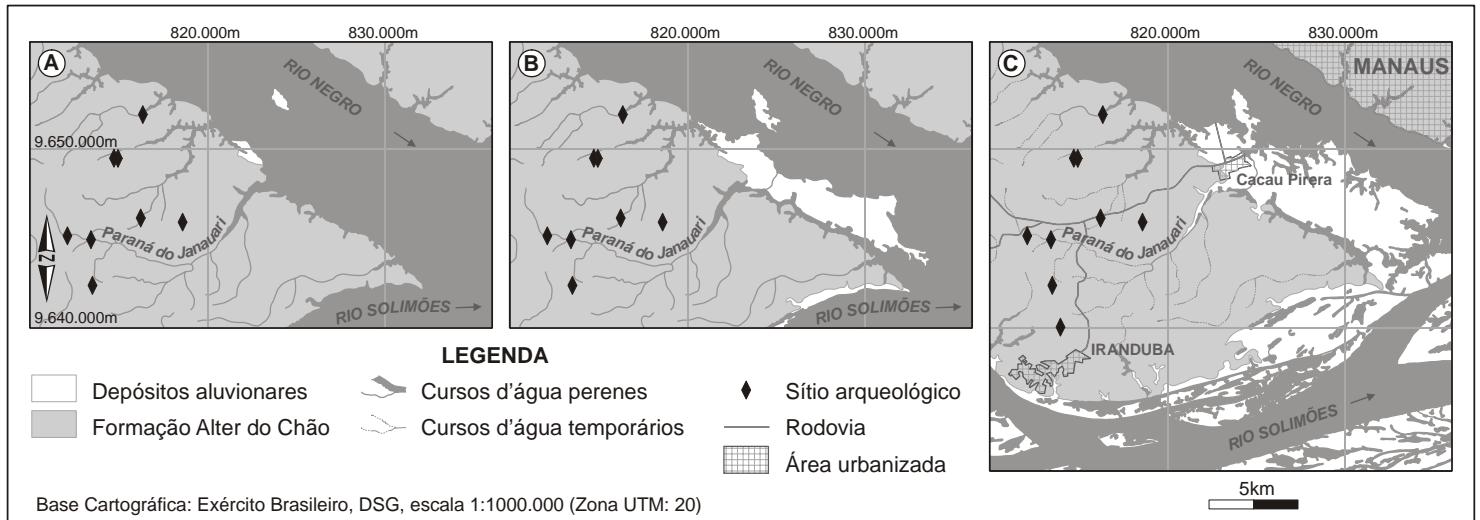 820.000m
830.000m
A
RIO NEGRO
9.650.000m
Paraná do Janauari
N
9.640.000m
RIO SOLIMÕES
820.000m
830.000m
B
RIO NEGRO
Paraná do Janauari
RIO SOLIMÕES
820.000m
830.000m
C
MANAUS
RIO NEGRO
Cacau Pirera
Paraná do Janauari
IRANDUBA
RIO SOLIMÕES
LEGENDA
Depósitos aluvionares
Formação Alter do Chão
Cursos d'água perenes
Cursos d'água temporários
Sítio arqueológico
Rodovia
Área urbanizada
Base Cartográfica: Exército Brasileiro, DSG, escala 1:1000.000 (Zona UTM: 20)
5km